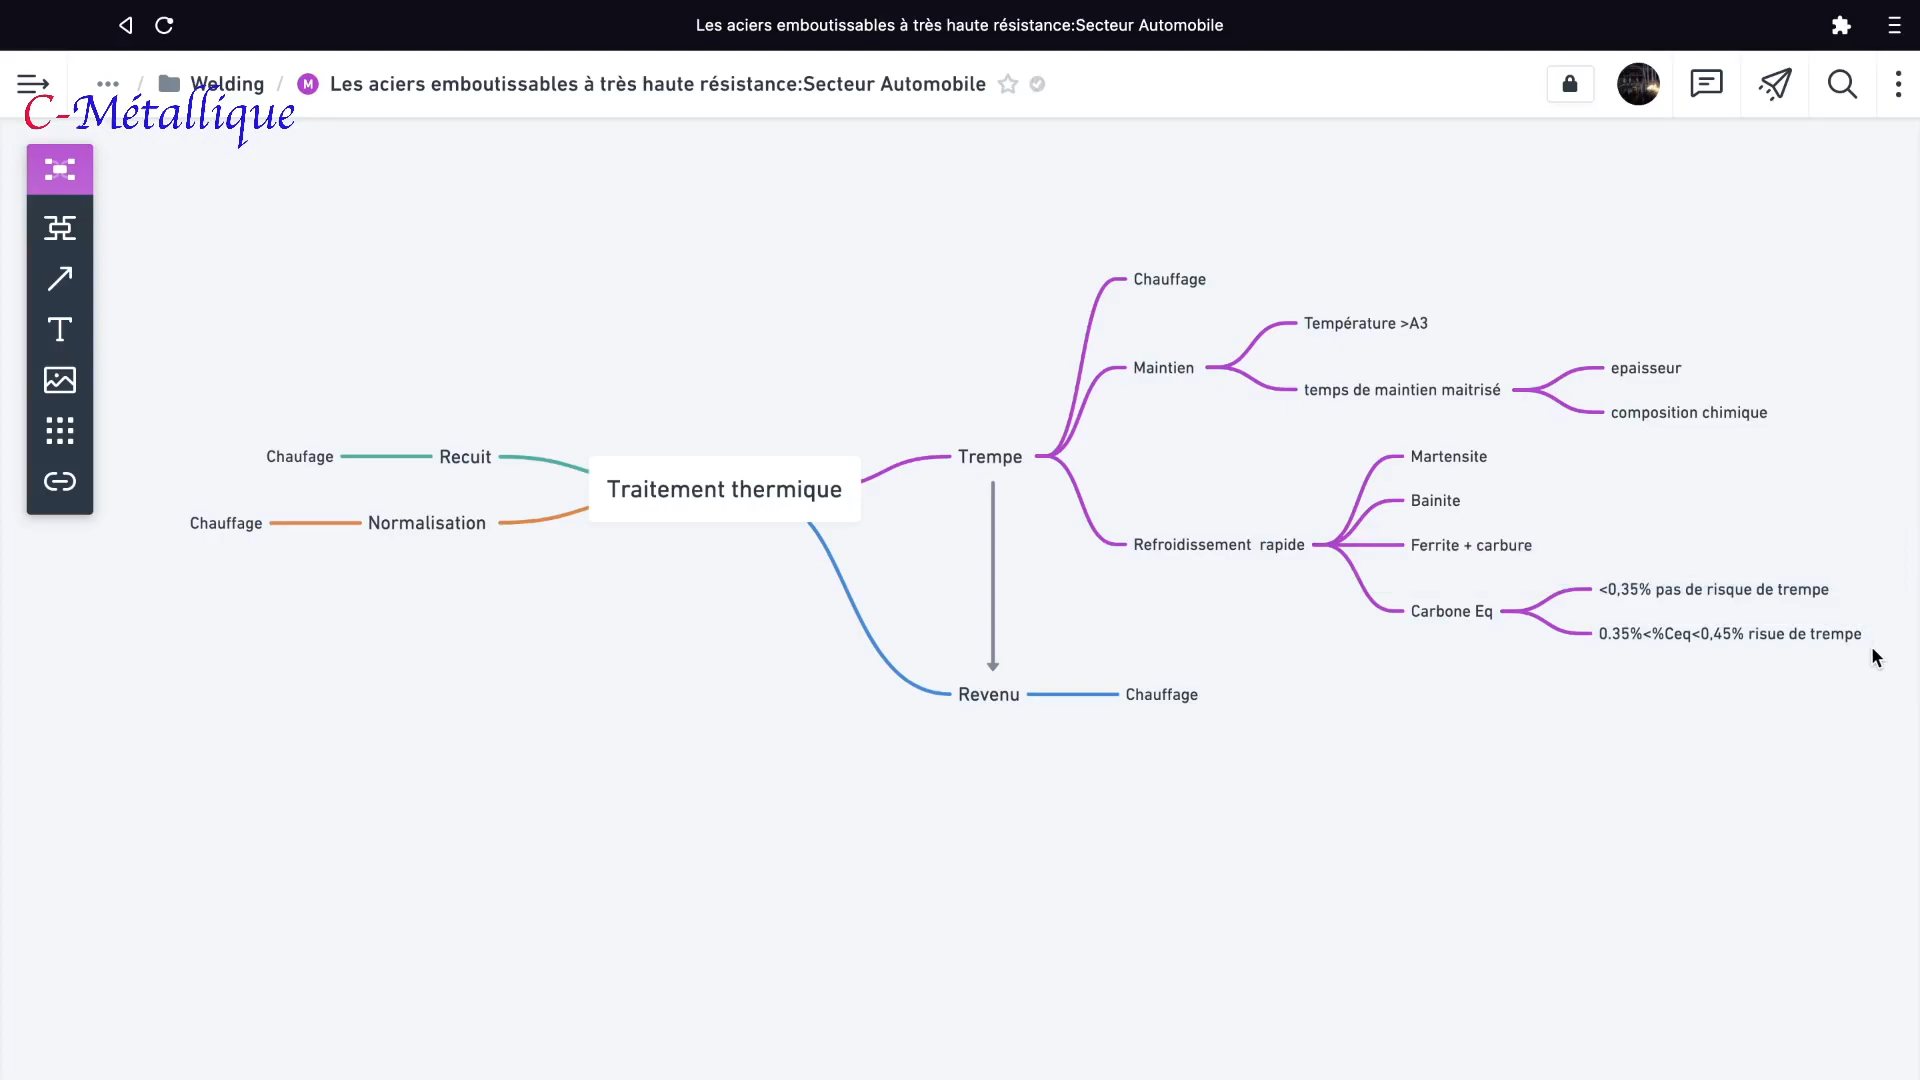 Les aciers emboutissables à très haute résistance:Secteur Automobile
... / Welding / M Les aciers emboutissables à très haute résistance:Secteur Automobile
C-Métallique
T
Chauffage
Température >A3
Maintien
temps de maintien maitrisé
epaisseur
composition chimique
Chaufage
Recuit
Traitement thermique
Trempe
Martensite
Bainite
Chauffage
Normalisation
Refroidissement rapide
Ferrite + carbure
Carbone Eq
<0,35% pas de risque de trempe
0.35%<%Ceq<0,45% risue de trempe
Revenu
Chauffage